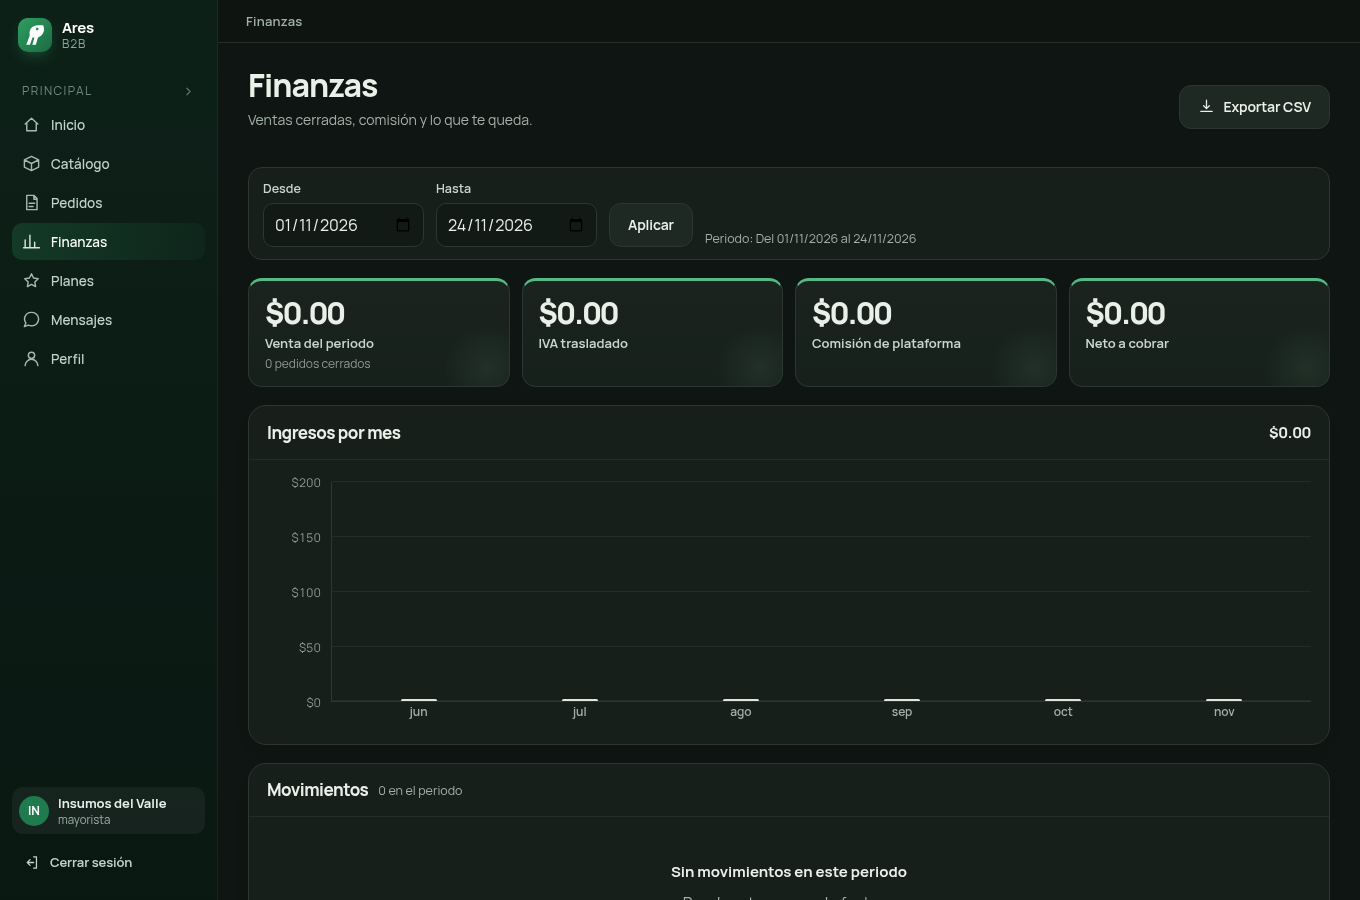 Ares
B2B
PRINCIPAL
Inicio
Catálogo
Pedidos
Finanzas
Planes
Mensajes
Perfil
IN
Insumos del Valle
mayorista
Cerrar sesión
Finanzas
Finanzas
Ventas cerradas, comisión y lo que te queda.
Exportar CSV
Desde
Hasta
01/11/2026
24/11/2026
Aplicar
Periodo: Del 01/11/2026 al 24/11/2026
$0.00
Venta del periodo
0 pedidos cerrados
$0.00
IVA trasladado
$0.00
Comisión de plataforma
$0.00
Neto a cobrar
Ingresos por mes
$0.00
$200
$150
$100
$50
$0
jun
jul
ago
sep
oct
nov
Movimientos
0 en el periodo
Sin movimientos en este periodo